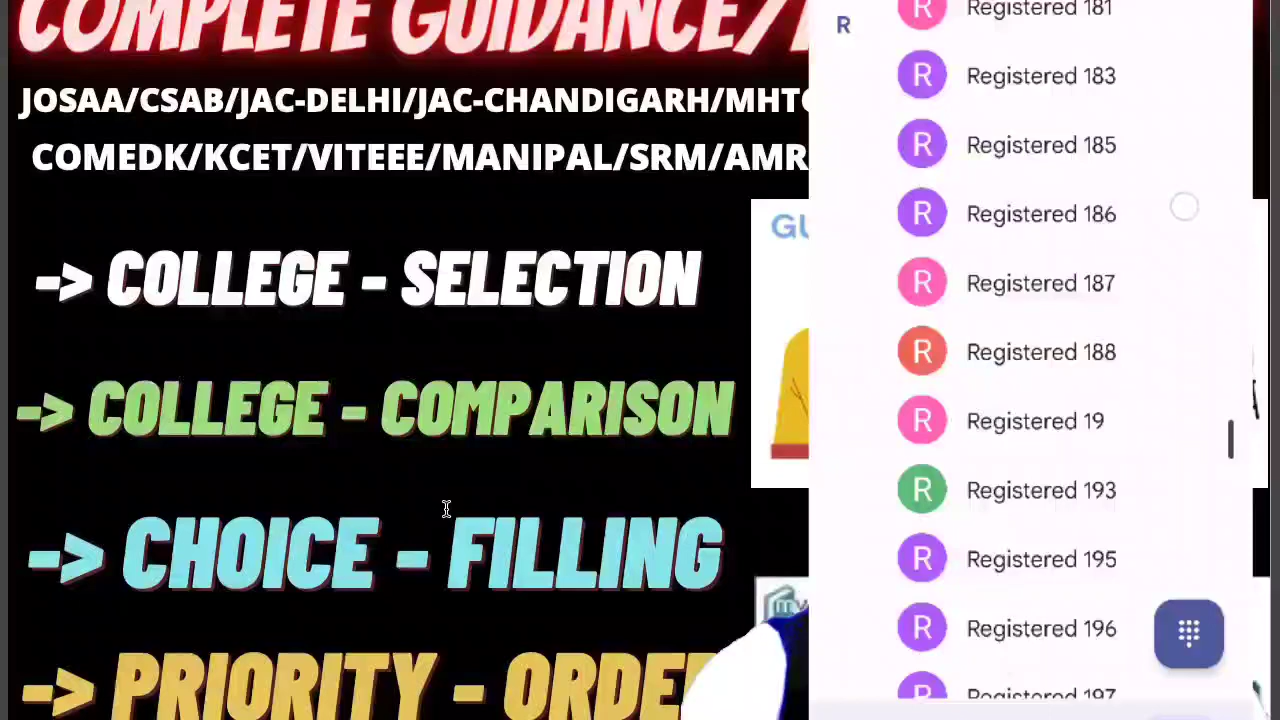 COMPLETE GUIDANCE/
JOSAA/CSAB/JAC-DELHI/JAC-CHANDIGARH/MHT
COMEDK/KCET/VITEEE/MANIPAL/SRM/AMR
-> COLLEGE - SELECTION
-> COLLEGE - COMPARISON
-> CHOICE - FILLING
-> PRIORITY - ORDE
GU
R
R Registered 181
R Registered 183
R Registered 185
R Registered 186
R Registered 187
R Registered 188
R Registered 19
R Registered 193
R Registered 195
R Registered 196
R Registered 197